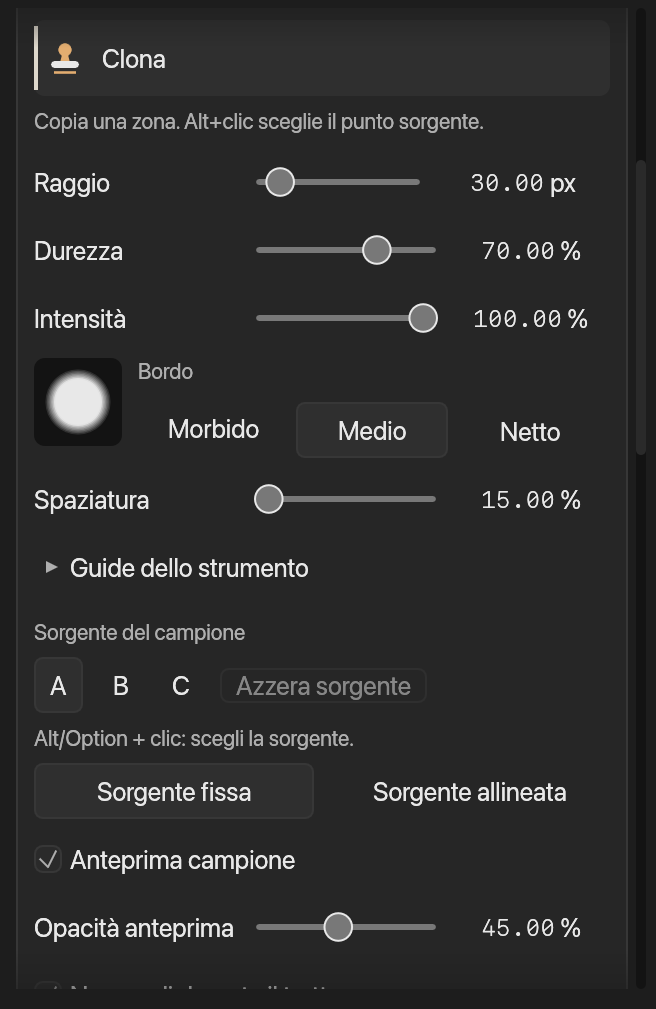 Clona
Copia una zona. Alt+clic sceglie il punto sorgente.
Raggio 30.00 px
Durezza 70.00 %
Intensità 100.00 %
Bordo
Morbido Medio Netto
Spaziatura 15.00 %
Guide dello strumento
Sorgente del campione
A B C Azzera sorgente
Alt/Option + clic: scegli la sorgente.
Sorgente fissa Sorgente allineata
Anteprima campione
Opacità anteprima 45.00 %